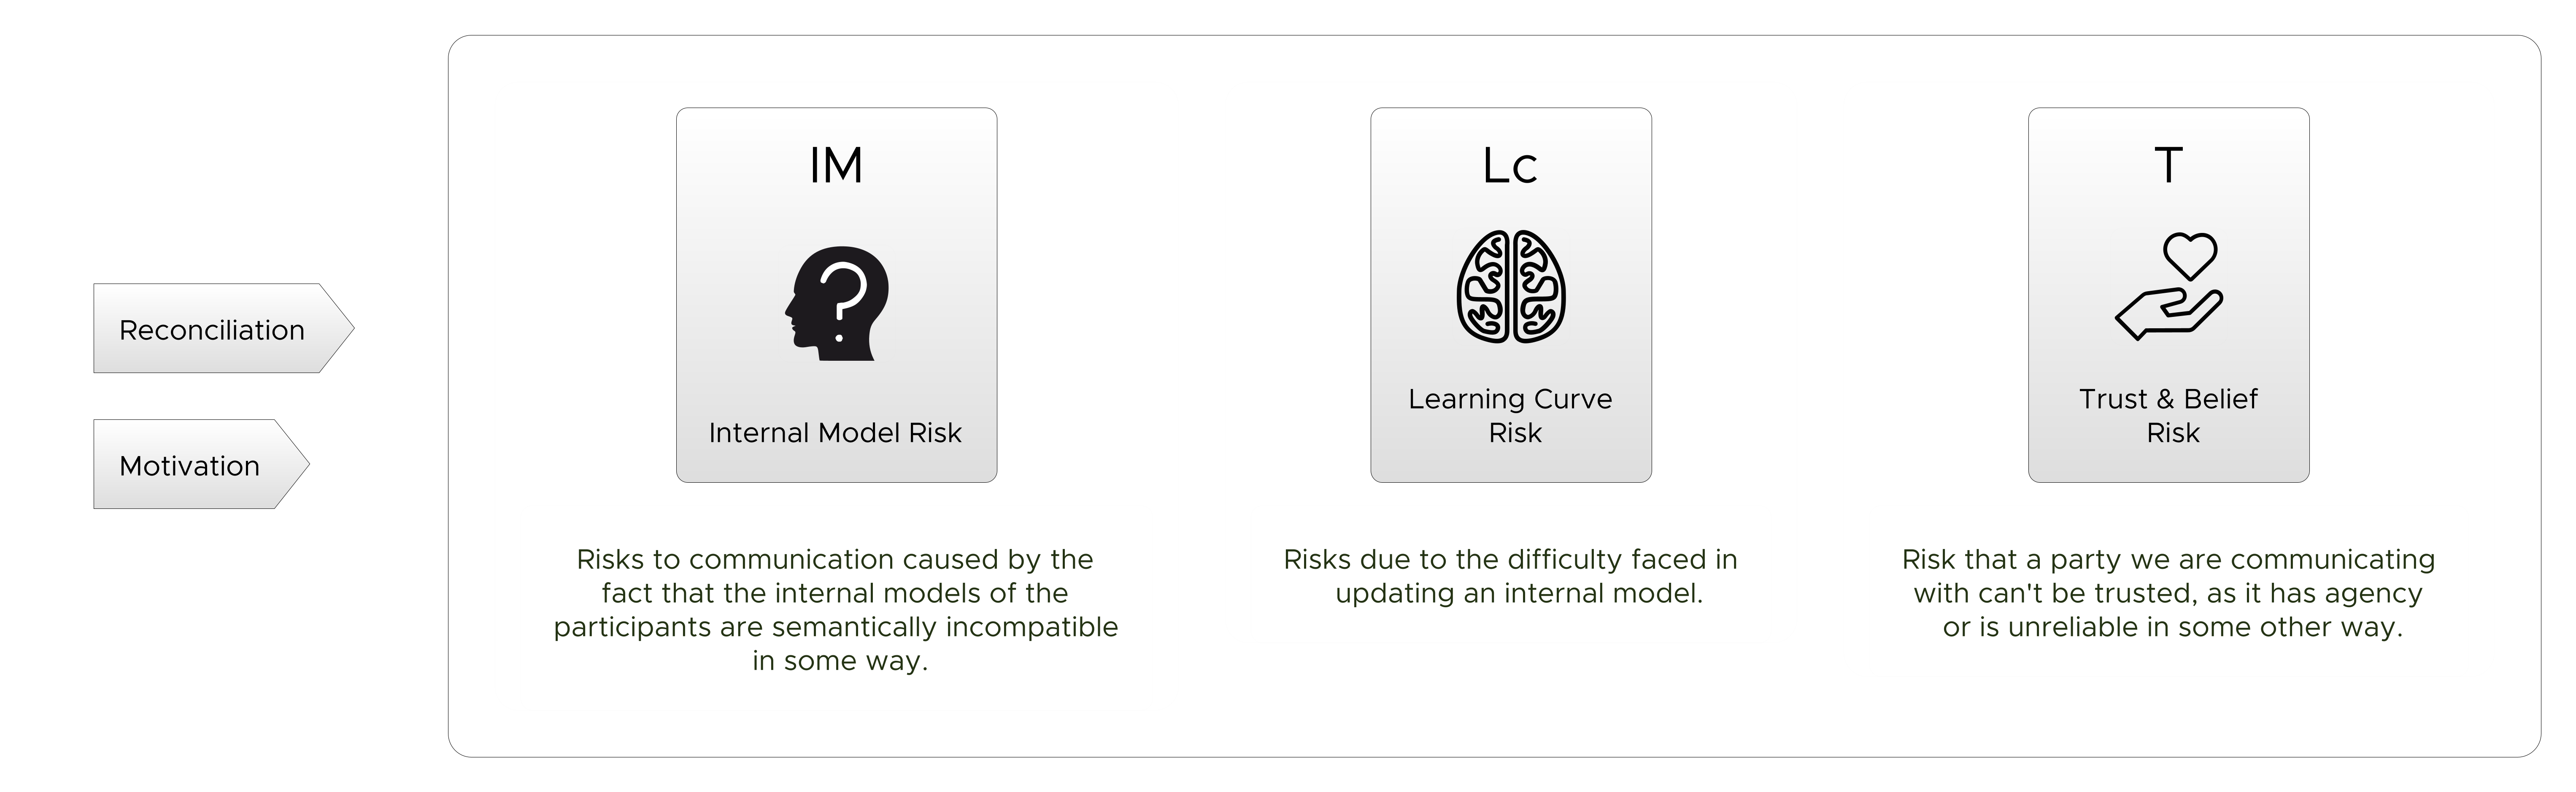 Reconciliation
Motivation
IM
Internal Model Risk
Risks to communication caused by the
fact that the internal models of the
participants are semantically incompatible
in some way.
Lc
Learning Curve
Risk
Risks due to the difficulty faced in
updating an internal model.
T
Trust & Belief
Risk
Risk that a party we are communicating
with can't be trusted, as it has agency
or is unreliable in some other way.